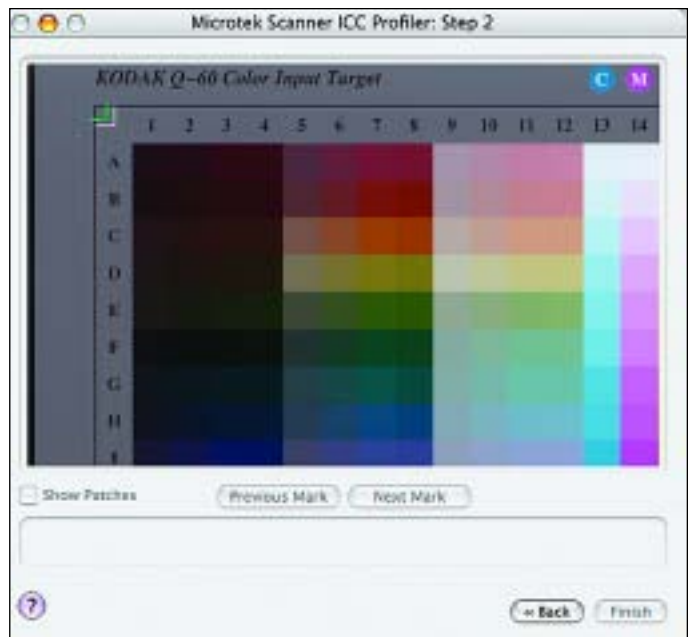 Microtek Scanner ICC Profiler: Step 2
KODAK Q-60 Color Input Target C M
1 2 3 4 5 6 7 8 9 10 11 12 13 14
A
B
C
D
E
F
G
H
I
Show Patches Previous Mark Next Mark
? « Back Finish